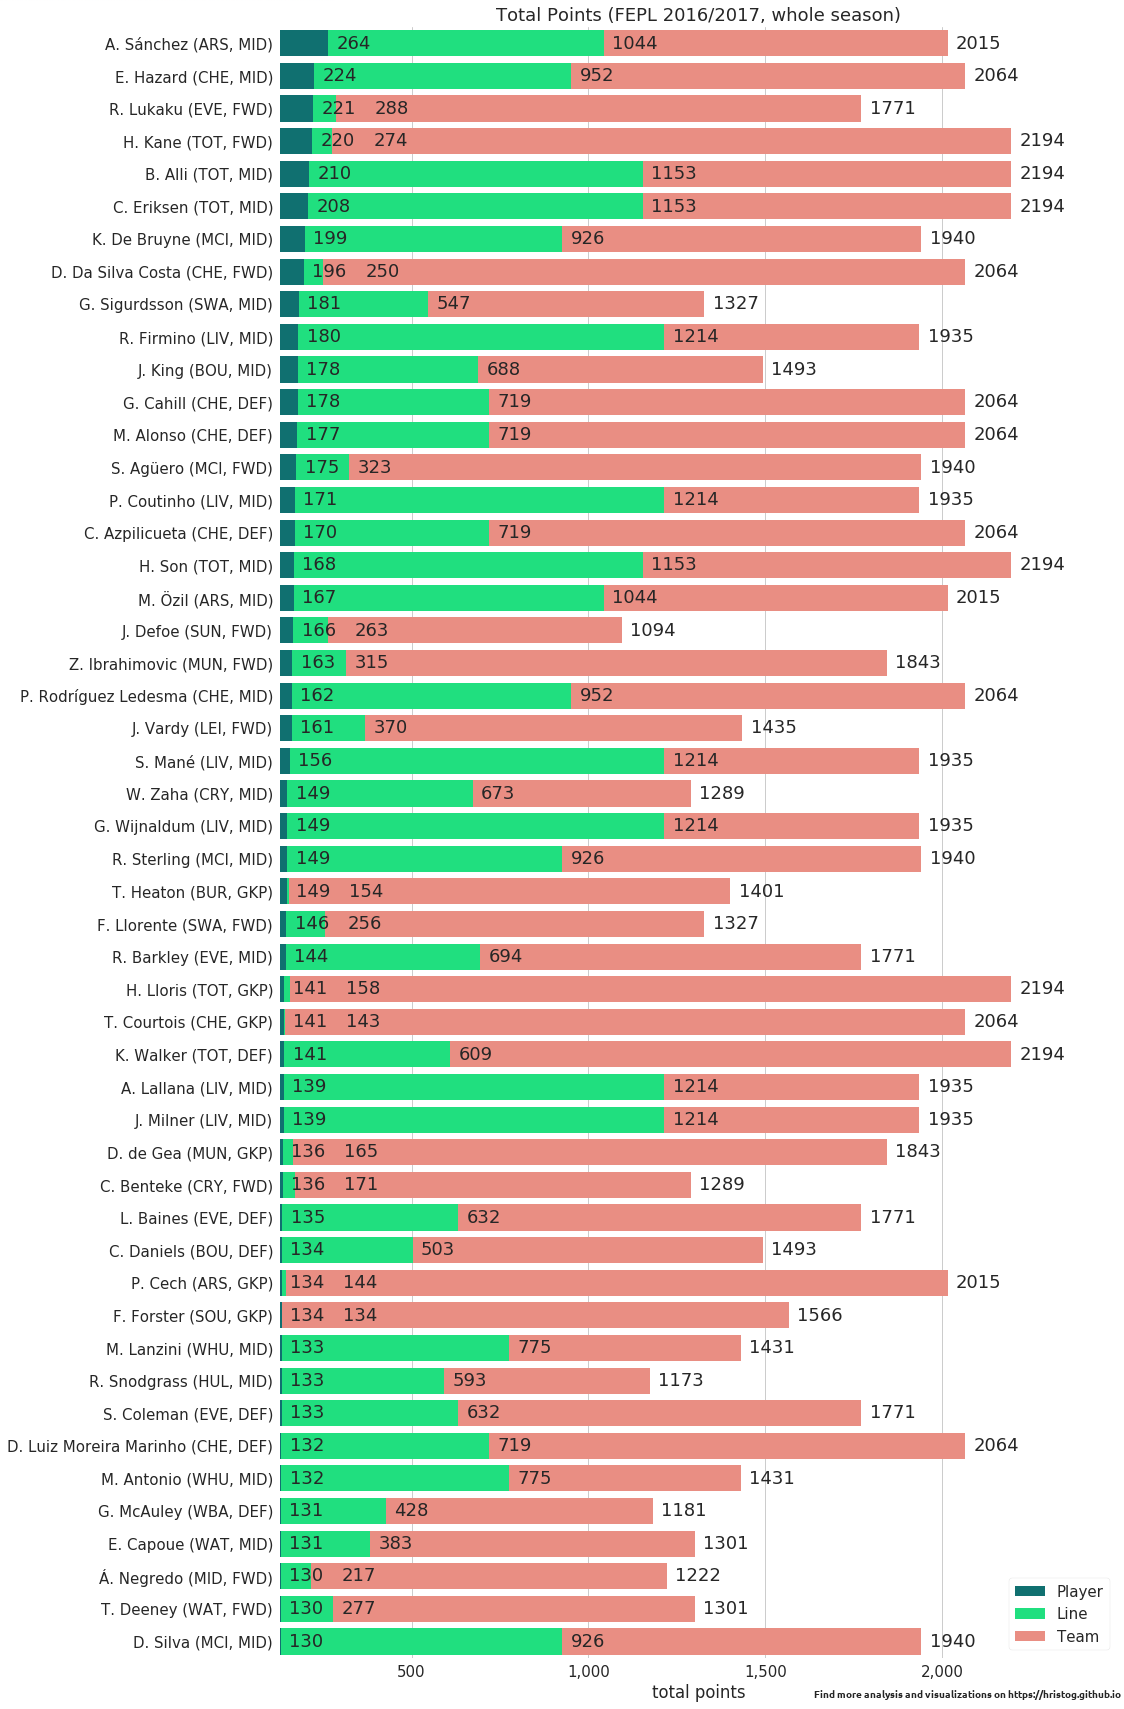 Total Points (FEPL 2016/2017, whole season)
A. Sánchez (ARS, MID) 264 1044 2015
E. Hazard (CHE, MID) 224 952 2064
R. Lukaku (EVE, FWD) 221 288 1771
H. Kane (TOT, FWD) 220 274 2194
B. Alli (TOT, MID) 210 1153 2194
C. Eriksen (TOT, MID) 208 1153 2194
K. De Bruyne (MCI, MID) 199 926 1940
D. Da Silva Costa (CHE, FWD) 196 250 2064
G. Sigurdsson (SWA, MID) 181 547 1327
R. Firmino (LIV, MID) 180 1214 1935
J. King (BOU, MID) 178 688 1493
G. Cahill (CHE, DEF) 178 719 2064
M. Alonso (CHE, DEF) 177 719 2064
S. Agüero (MCI, FWD) 175 323 1940
P. Coutinho (LIV, MID) 171 1214 1935
C. Azpilicueta (CHE, DEF) 170 719 2064
H. Son (TOT, MID) 168 1153 2194
M. Özil (ARS, MID) 167 1044 2015
J. Defoe (SUN, FWD) 166 263 1094
Z. Ibrahimovic (MUN, FWD) 163 315 1843
P. Rodríguez Ledesma (CHE, MID) 162 952 2064
J. Vardy (LEI, FWD) 161 370 1435
S. Mané (LIV, MID) 156 1214 1935
W. Zaha (CRY, MID) 149 673 1289
G. Wijnaldum (LIV, MID) 149 1214 1935
R. Sterling (MCI, MID) 149 926 1940
T. Heaton (BUR, GKP) 149 154 1401
F. Llorente (SWA, FWD) 146 256 1327
R. Barkley (EVE, MID) 144 694 1771
H. Lloris (TOT, GKP) 141 158 2194
T. Courtois (CHE, GKP) 141 143 2064
K. Walker (TOT, DEF) 141 609 2194
A. Lallana (LIV, MID) 139 1214 1935
J. Milner (LIV, MID) 139 1214 1935
D. de Gea (MUN, GKP) 136 165 1843
C. Benteke (CRY, FWD) 136 171 1289
L. Baines (EVE, DEF) 135 632 1771
C. Daniels (BOU, DEF) 134 503 1493
P. Cech (ARS, GKP) 134 144 2015
F. Forster (SOU, GKP) 134 134 1566
M. Lanzini (WHU, MID) 133 775 1431
R. Snodgrass (HUL, MID) 133 593 1173
S. Coleman (EVE, DEF) 133 632 1771
D. Luiz Moreira Marinho (CHE, DEF) 132 719 2064
M. Antonio (WHU, MID) 132 775 1431
G. McAuley (WBA, DEF) 131 428 1181
E. Capoue (WAT, MID) 131 383 1301
Á. Negredo (MID, FWD) 130 217 1222
T. Deeney (WAT, FWD) 130 277 1301
D. Silva (MCI, MID) 130 926 1940
Player
Line
Team
500 1,000 1,500 2,000
total points
Find more analysis and visualizations on https://hristog.github.io